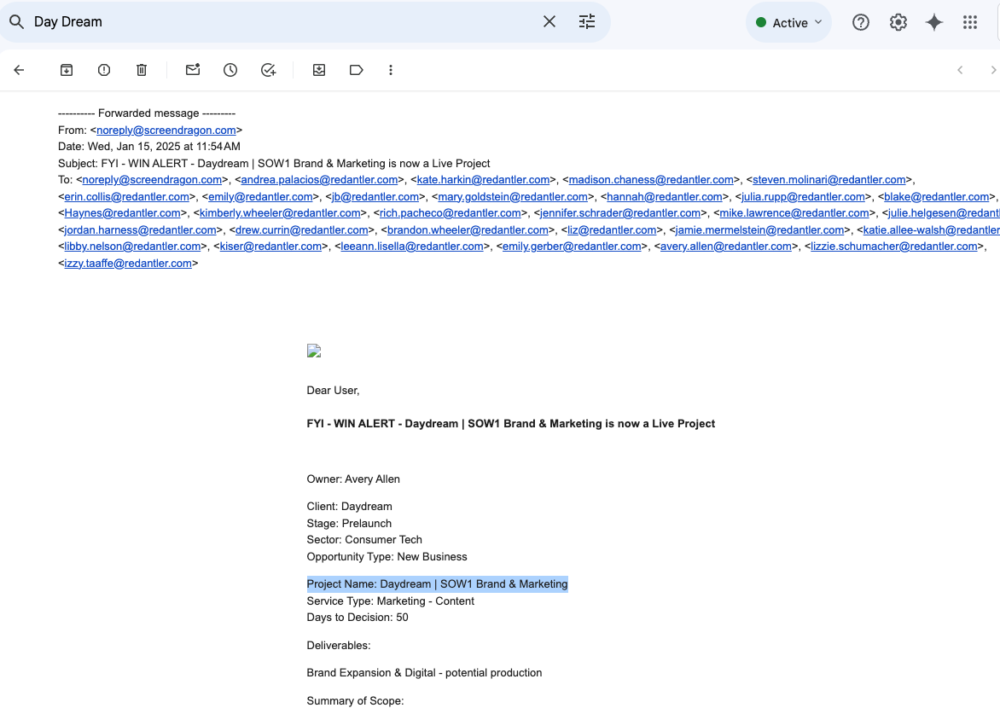 Day Dream
Active
---------- Forwarded message ---------
From: <noreply@screendragon.com>
Date: Wed, Jan 15, 2025 at 11:54 AM
Subject: FYI - WIN ALERT - Daydream | SOW1 Brand & Marketing is now a Live Project
To: <noreply@screendragon.com>, <andrea.palacios@redantler.com>, <kate.harkin@redantler.com>, <madison.chaness@redantler.com>, <steven.molinari@redantler.com>,
<erin.collis@redantler.com>, <emily@redantler.com>, <jb@redantler.com>, <mary.goldstein@redantler.com>, <hannah@redantler.com>, <julia.rupp@redantler.com>, <blake@redantler.com>,
<Haynes@redantler.com>, <kimberly.wheeler@redantler.com>, <rich.pacheco@redantler.com>, <jennifer.schrader@redantler.com>, <mike.lawrence@redantler.com>, <julie.helgesen@redantl
<jordan.harness@redantler.com>, <drew.currin@redantler.com>, <brandon.wheeler@redantler.com>, <liz@redantler.com>, <jamie.mermelstein@redantler.com>, <katie.allee-walsh@redantler
<libby.nelson@redantler.com>, <kiser@redantler.com>, <leeann.lisella@redantler.com>, <emily.gerber@redantler.com>, <avery.allen@redantler.com>, <lizzie.schumacher@redantler.com>,
<izzy.taaffe@redantler.com>
Dear User,
FYI - WIN ALERT - Daydream | SOW1 Brand & Marketing is now a Live Project
Owner: Avery Allen
Client: Daydream
Stage: Prelaunch
Sector: Consumer Tech
Opportunity Type: New Business
Project Name: Daydream | SOW1 Brand & Marketing
Service Type: Marketing - Content
Days to Decision: 50
Deliverables:
Brand Expansion & Digital - potential production
Summary of Scope: